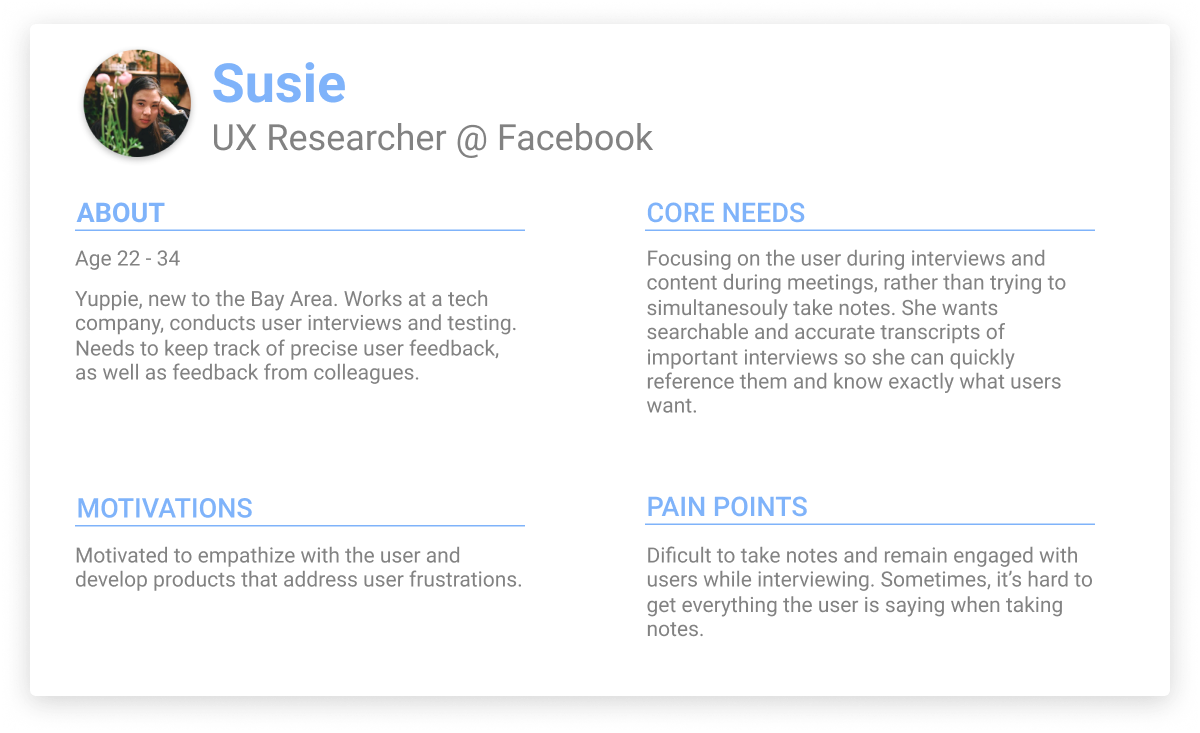 Susie
UX Researcher @ Facebook
ABOUT
Age 22 - 34
Yuppie, new to the Bay Area. Works at a tech
company, conducts user interviews and testing.
Needs to keep track of precise user feedback,
as well as feedback from colleagues.
CORE NEEDS
Focusing on the user during interviews and
content during meetings, rather than trying to
simultanesouly take notes. She wants
searchable and accurate transcripts of
important interviews so she can quickly
reference them and know exactly what users
want.
MOTIVATIONS
Motivated to empathize with the user and
develop products that address user frustrations.
PAIN POINTS
Dificult to take notes and remain engaged with
users while interviewing. Sometimes, it’s hard to
get everything the user is saying when taking
notes.